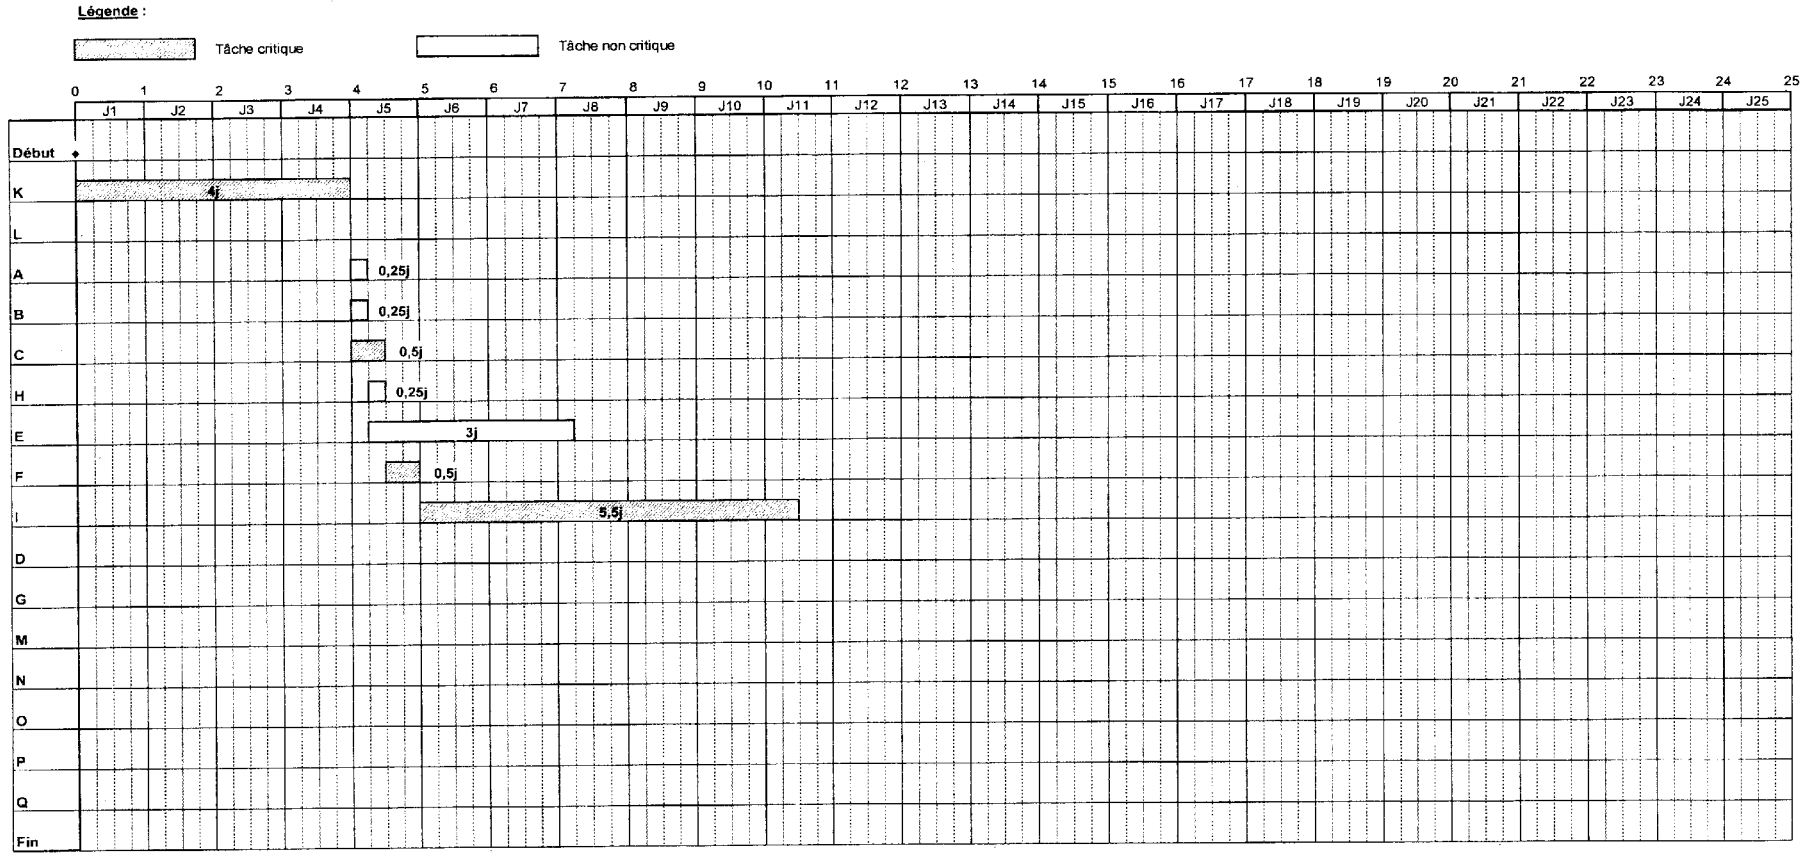 Légende :
Tâche critique
Tâche non critique
0 1 2 3 4 5 6 7 8 9 10 11 12 13 14 15 16 17 18 19 20 21 22 23 24 25
J1 J2 J3 J4 J5 J6 J7 J8 J9 J10 J11 J12 J13 J14 J15 J16 J17 J18 J19 J20 J21 J22 J23 J24 J25
Début
K 4j
L
A 0,25j
B 0,25j
C 0,5j
H 0,25j
E 3j
F 0,5j
I 5,5j
D
G
M
N
O
P
Q
Fin